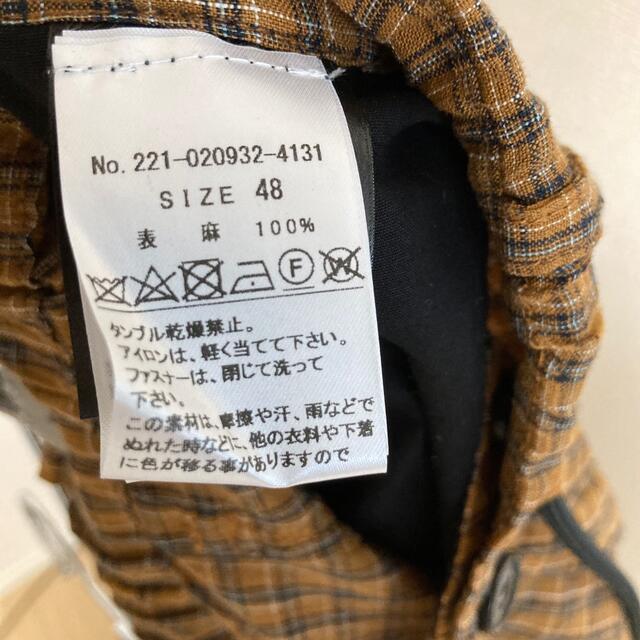 No. 221-020932-4131
SIZE 48
表 麻 100%
F
W
タンブル乾燥禁止。
アイロンは、軽く当てて下さい。
ファスナーは、閉じて洗って
下さい。
この素材は、摩擦や汗、雨などで
ぬれた時などに、他の衣料や下着
に色が移る事がありますので